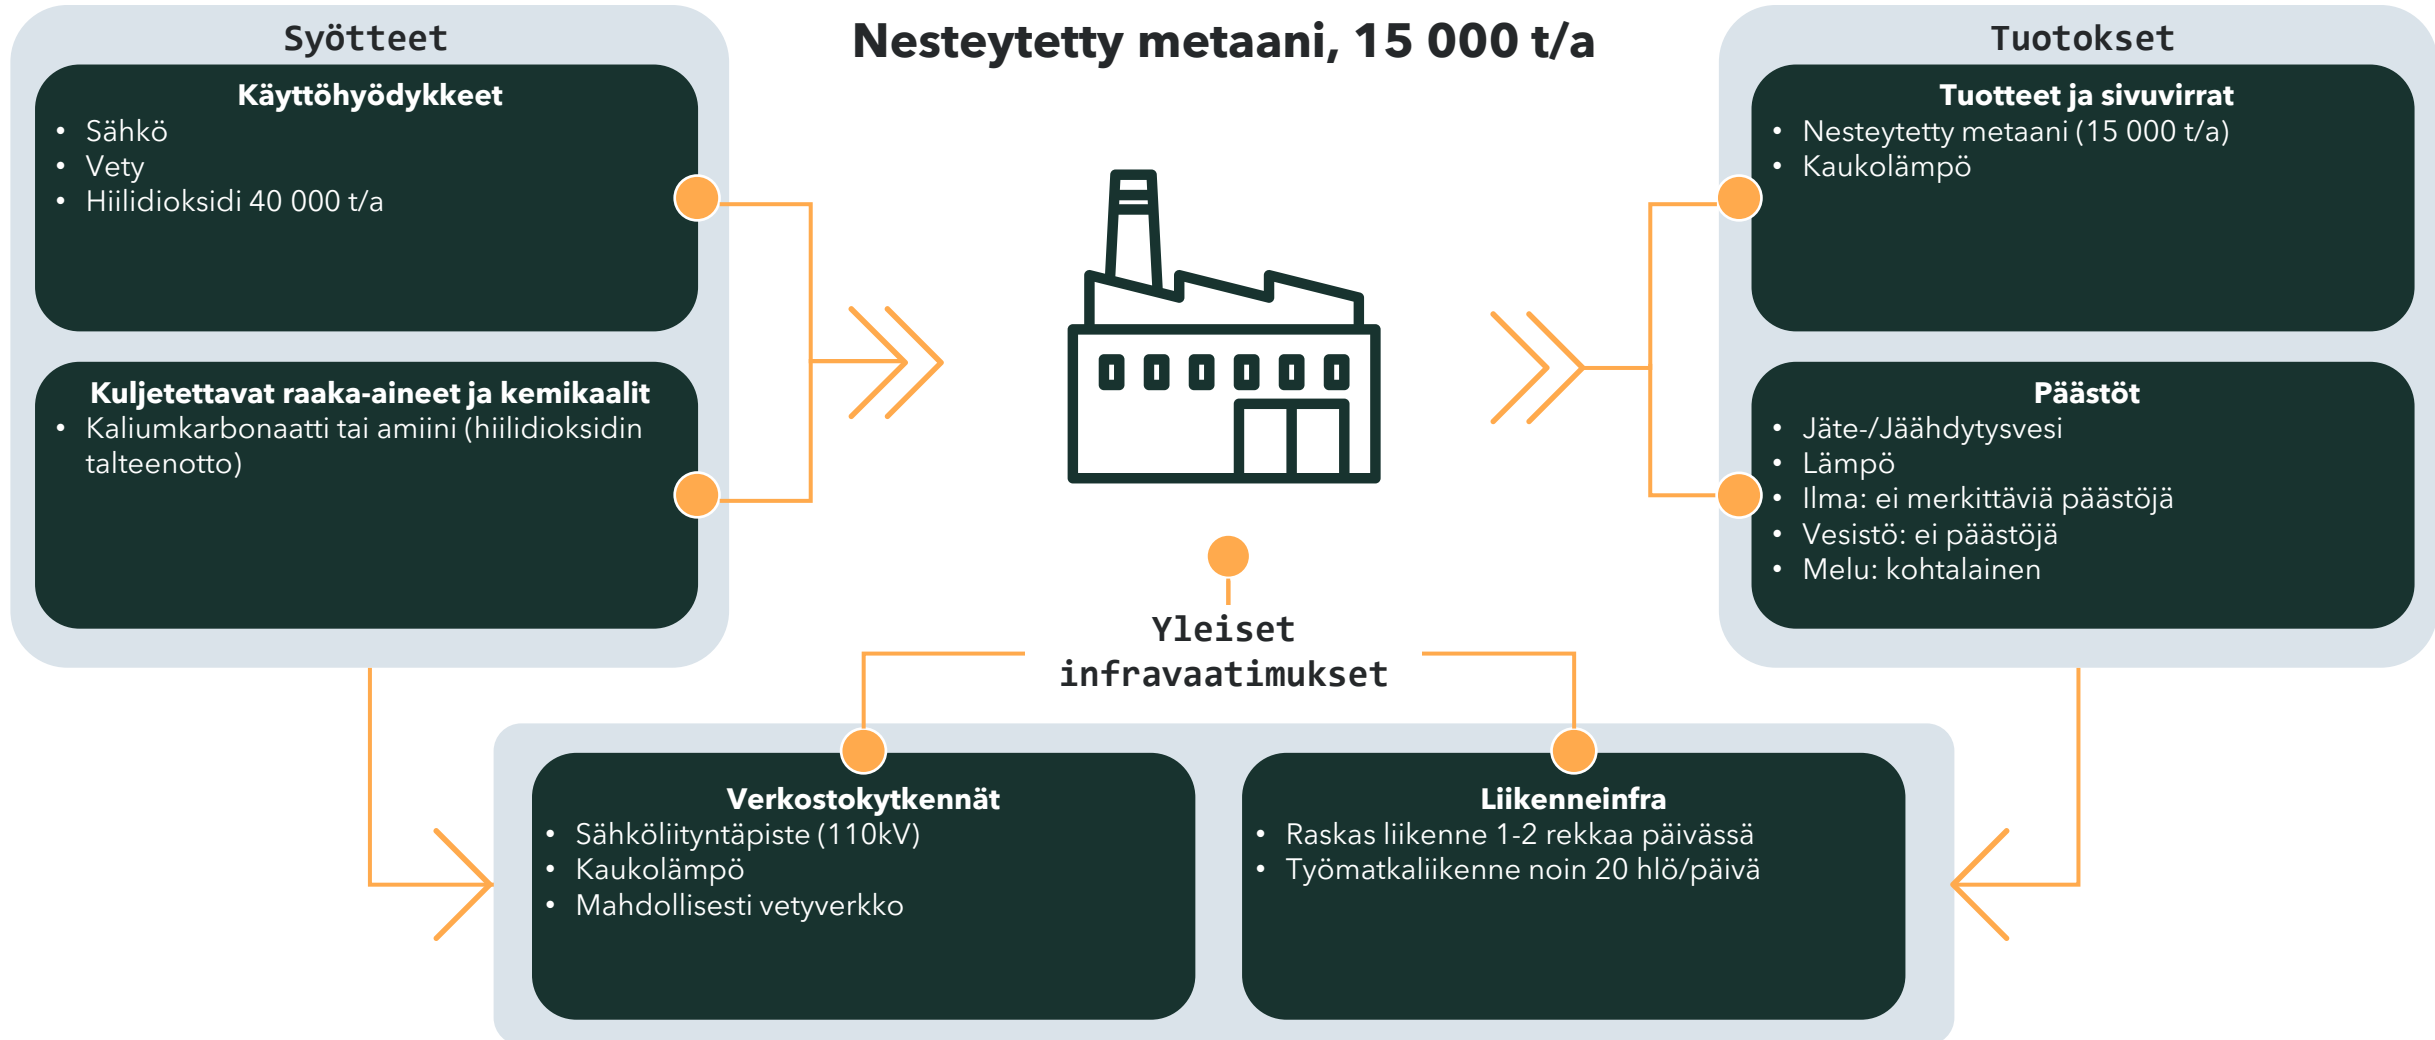 Nesteytetty metaani, 15 000 t/a
Syötteet
Käyttöhyödykkeet
• Sähkö
• Vety
• Hiilidioksidi 40 000 t/a
Kuljetettavat raaka-aineet ja kemikaalit
• Kaliumkarbonaatti tai amiini (hiilidioksidin
talteenotto)
Tuotokset
Tuotteet ja sivuvirrat
• Nesteytetty metaani (15 000 t/a)
• Kaukolämpö
Päästöt
• Jäte-/Jäähdytysvesi
• Lämpö
• Ilma: ei merkittäviä päästöjä
• Vesistö: ei päästöjä
• Melu: kohtalainen
Yleiset
infravaatimukset
Verkostokytkennät
• Sähköliityntäpiste (110kV)
• Kaukolämpö
• Mahdollisesti vetyverkko
Liikenneinfra
• Raskas liikenne 1-2 rekkaa päivässä
• Työmatkaliikenne noin 20 hlö/päivä